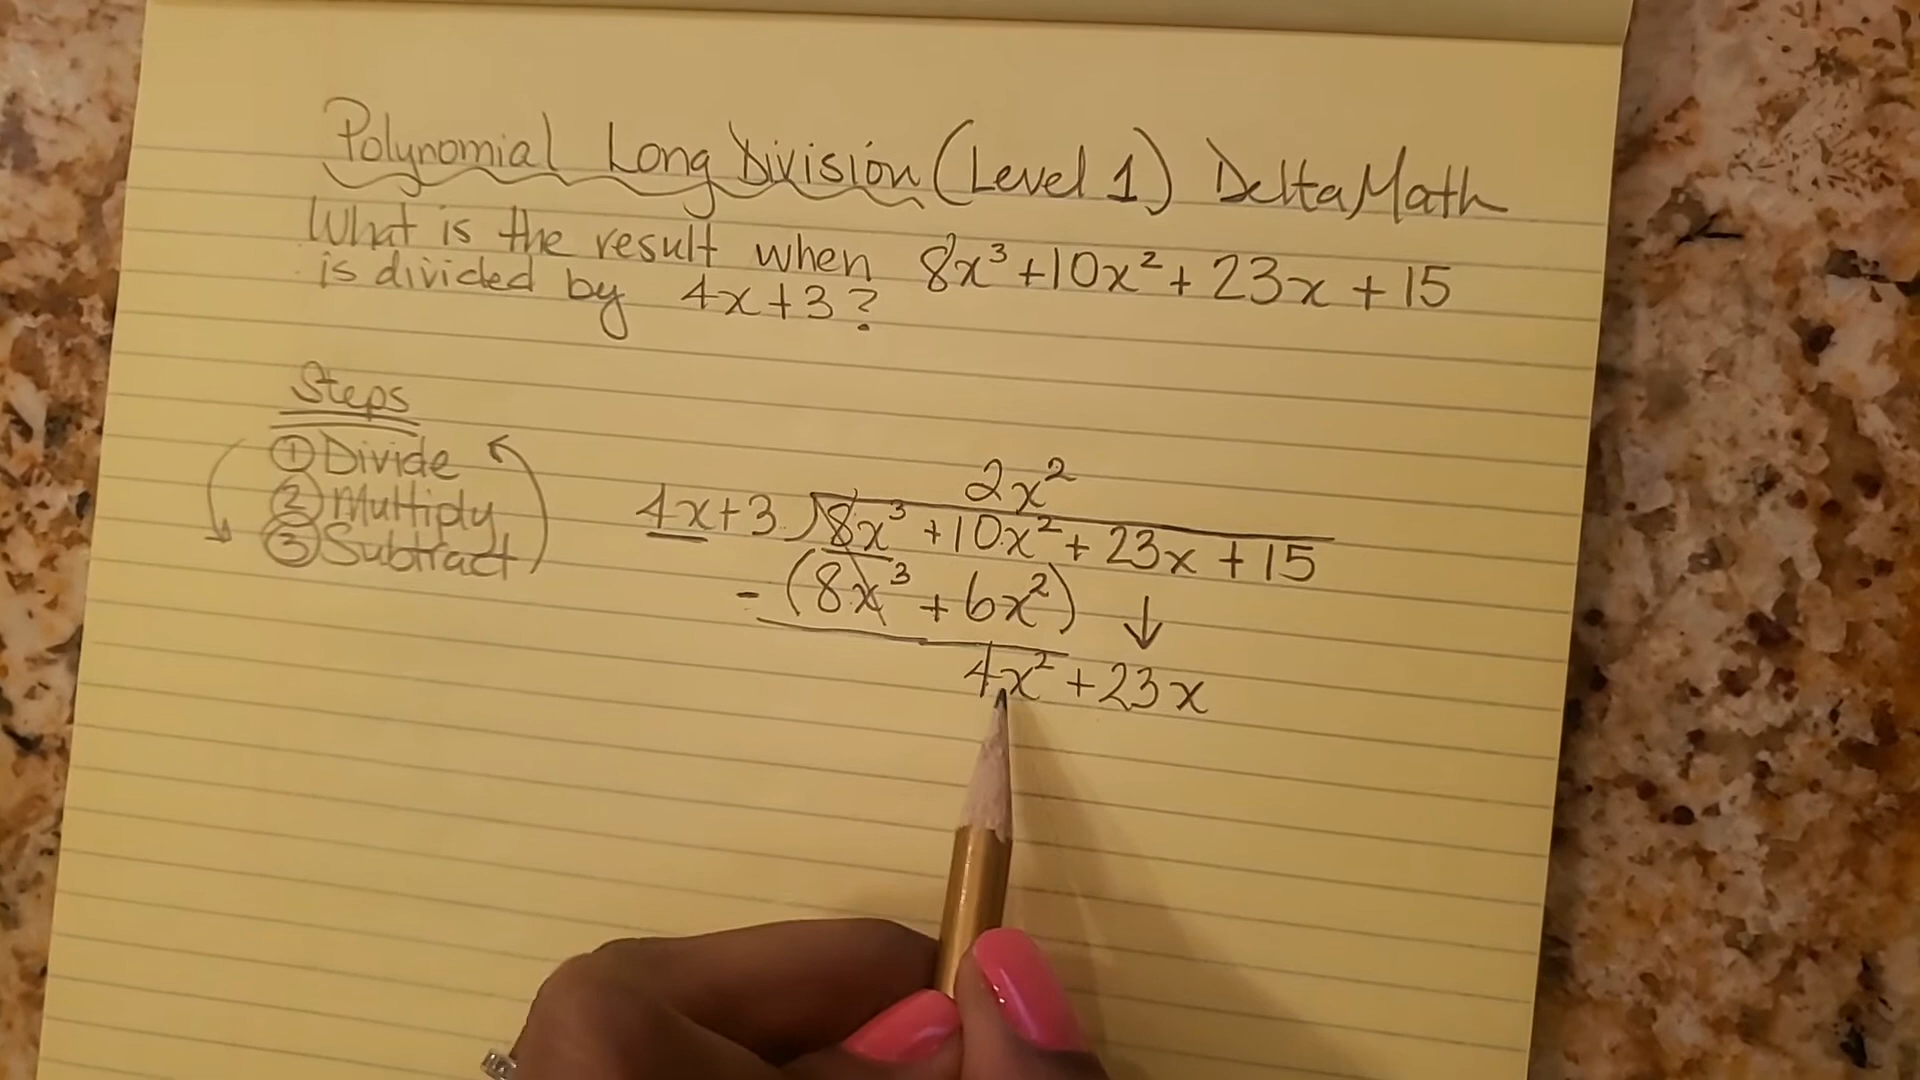 Polynomial Long Division (Level 1) DeltaMath
What is the result when 8x³ + 10x² + 23x + 15
is divided by 4x + 3 ?
Steps
① Divide
② Multiply
③ Subtract
2x²
4x + 3 ) 8x³ + 10x² + 23x + 15
- (8x³ + 6x²) ↓
4x² + 23x